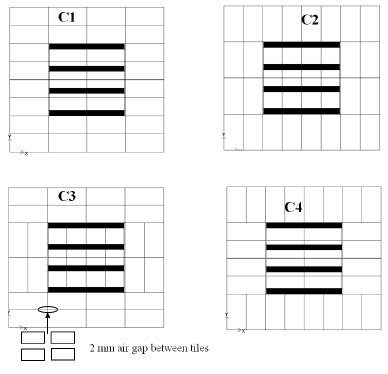 C1
C2
Y
X
Y
X
C3
C4
Y
X
Y
X
2 mm air gap between tiles